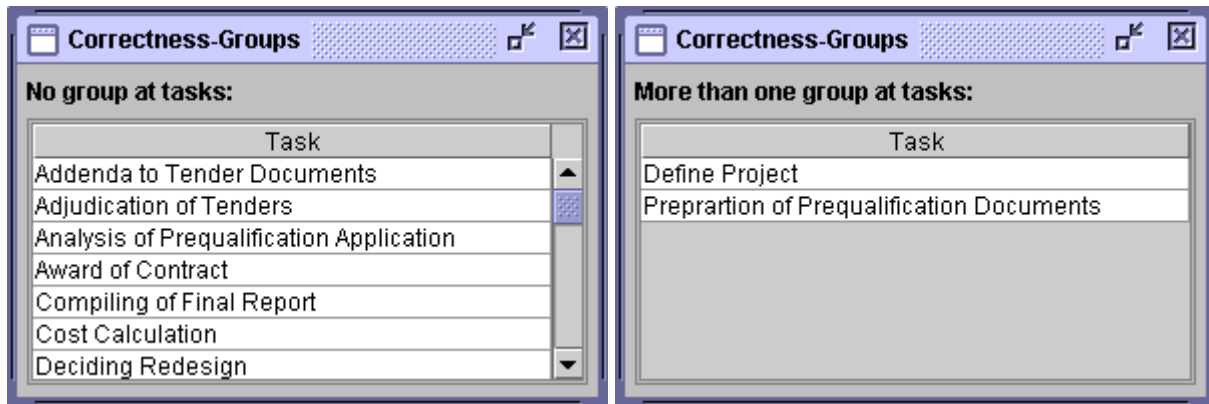 Correctness-Groups
No group at tasks:
Task
Addenda to Tender Documents
Adjudication of Tenders
Analysis of Prequalification Application
Award of Contract
Compiling of Final Report
Cost Calculation
Deciding Redesign
Correctness-Groups
More than one group at tasks:
Task
Define Project
Preprartion of Prequalification Documents